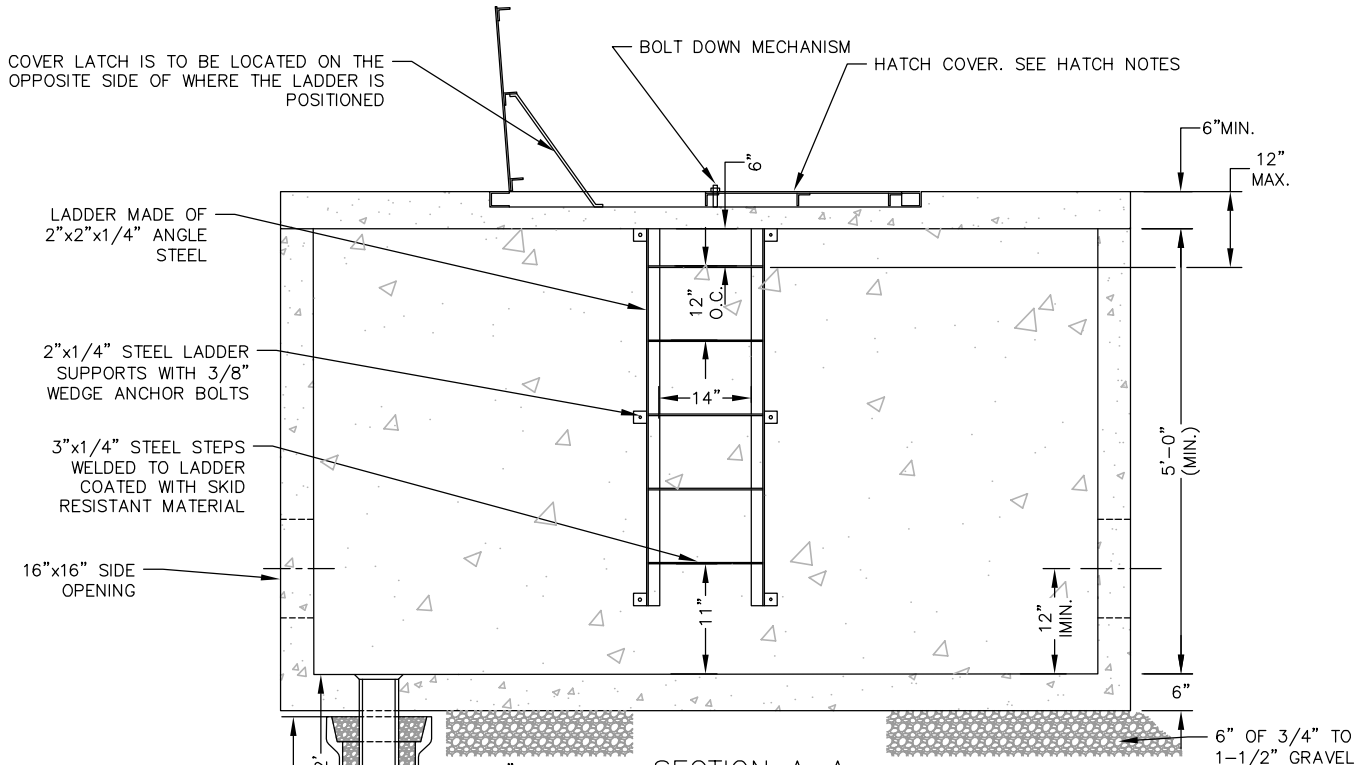 COVER LATCH IS TO BE LOCATED ON THE
OPPOSITE SIDE OF WHERE THE LADDER IS
POSITIONED
BOLT DOWN MECHANISM
HATCH COVER. SEE HATCH NOTES
6"MIN.
12"
MAX.
6"
LADDER MADE OF
2"x2"x1/4" ANGLE
STEEL
12"
O.C.
2"x1/4" STEEL LADDER
SUPPORTS WITH 3/8"
WEDGE ANCHOR BOLTS
14"
5'-0"
(MIN.)
3"x1/4" STEEL STEPS
WELDED TO LADDER
COATED WITH SKID
RESISTANT MATERIAL
16"x16" SIDE
OPENING
11"
12"
IMIN.
6"
6" OF 3/4" TO
1-1/2" GRAVEL